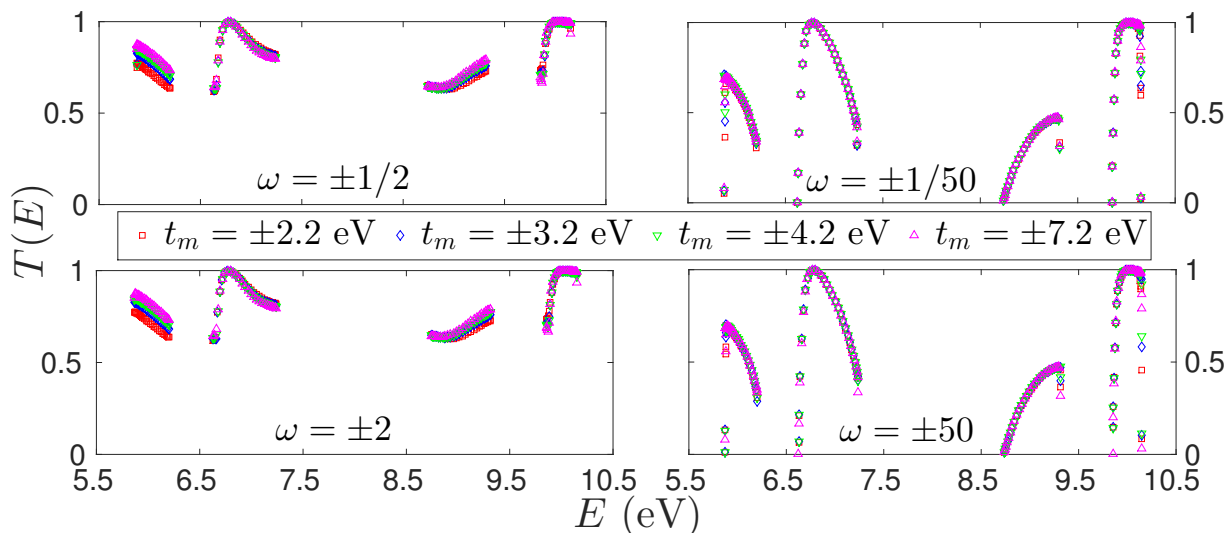 1
0.5
0
ω = ±1/2
1
0.5
0
ω = ±1/50
T(E)
t_m = ±2.2 eV t_m = ±3.2 eV t_m = ±4.2 eV t_m = ±7.2 eV
1
0.5
0
ω = ±2
5.5 6.5 7.5 8.5 9.5 10.5
1
0.5
0
ω = ±50
5.5 6.5 7.5 8.5 9.5 10.5
E (eV)